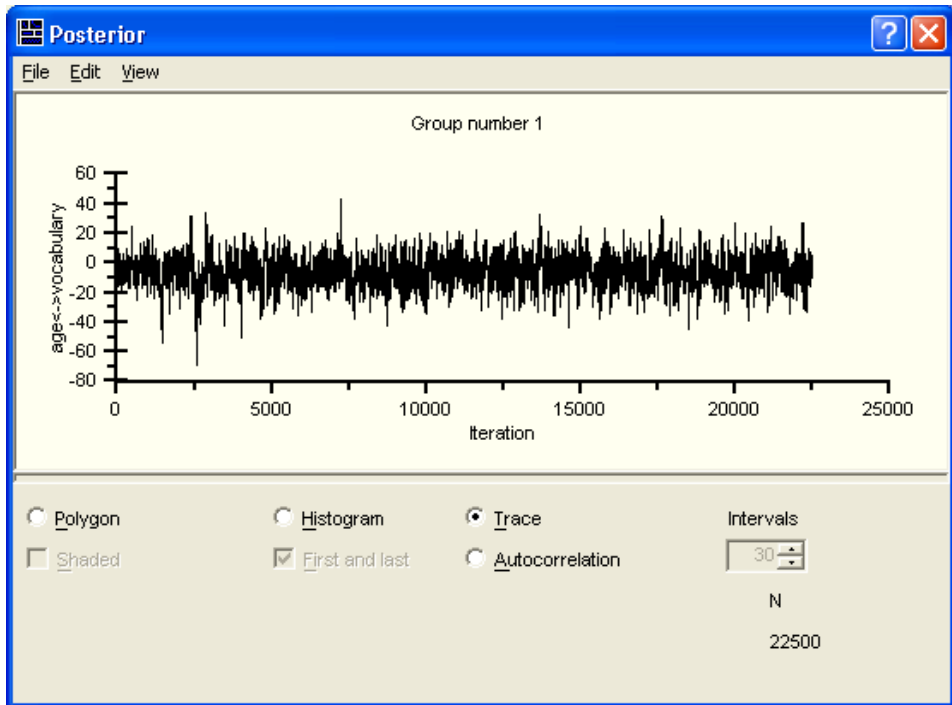 Posterior
File Edit View
Group number 1
age<->vocabulary
60
40
20
0
-20
-40
-60
-80
0 5000 10000 15000 20000 25000
Iteration
Polygon Histogram Trace Intervals
Shaded First and last Autocorrelation 30
N
22500